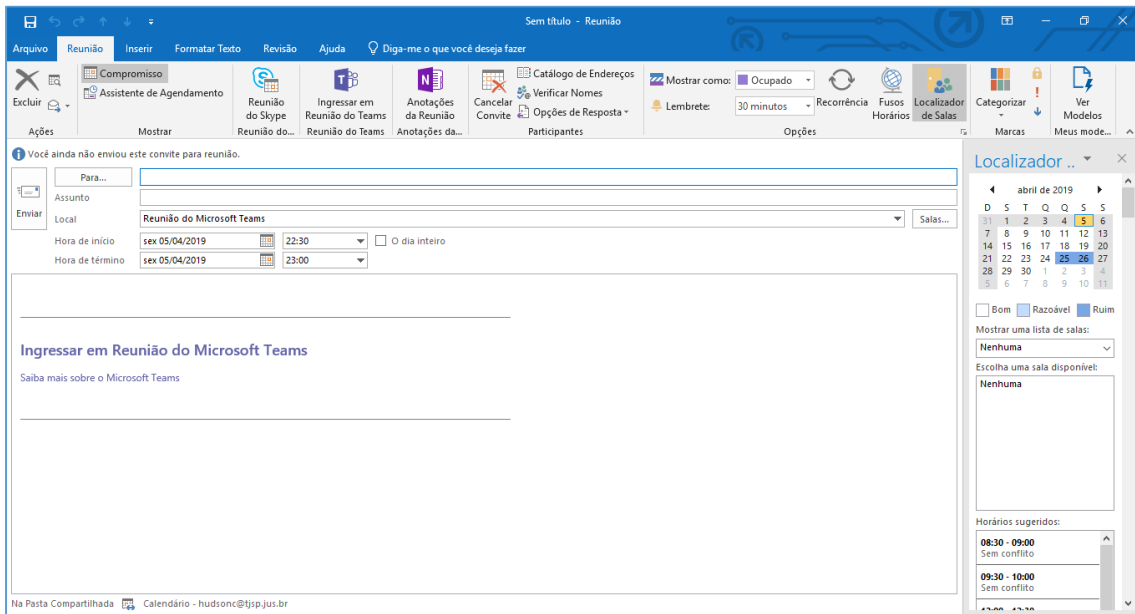 Sem título - Reunião
Arquivo Reunião Inserir Formatar Texto Revisão Ajuda Diga-me o que você deseja fazer
Excluir
Ações
Compromisso
Assistente de Agendamento
Mostrar
Reunião do Skype
Reunião do...
Ingressar em Reunião do Teams
Reunião do Teams
Anotações da Reunião
Anotações da...
Cancelar Convite
Catálogo de Endereços
Verificar Nomes
Opções de Resposta
Participantes
Mostrar como: Ocupado
Lembrete: 30 minutos
Recorrência
Fusos Horários
Localizador de Salas
Opções
Categorizar
Marcas
Ver Modelos
Meus mode...
Você ainda não enviou este convite para reunião.
Enviar
Para...
Assunto
Local Reunião do Microsoft Teams Salas...
Hora de início sex 05/04/2019 22:30 O dia inteiro
Hora de término sex 05/04/2019 23:00
Ingressar em Reunião do Microsoft Teams
Saiba mais sobre o Microsoft Teams
Localizador ..
abril de 2019
D S T Q Q S S
31 1 2 3 4 5 6
7 8 9 10 11 12 13
14 15 16 17 18 19 20
21 22 23 24 25 26 27
28 29 30 1 2 3 4
5 6 7 8 9 10 11
Bom Razoável Ruim
Mostrar uma lista de salas:
Nenhuma
Escolha uma sala disponível:
Nenhuma
Horários sugeridos:
08:30 - 09:00
Sem conflito
09:30 - 10:00
Sem conflito
Na Pasta Compartilhada Calendário - hudsonc@tjsp.jus.br